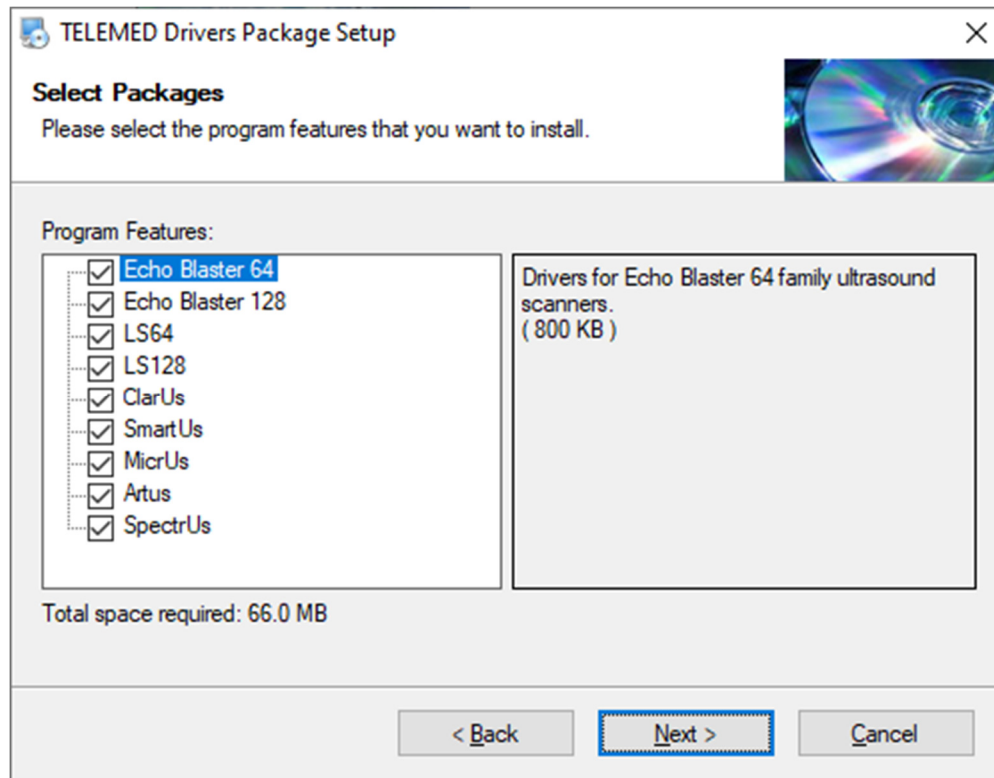 TELEMED Drivers Package Setup
Select Packages
Please select the program features that you want to install.
Program Features:
Echo Blaster 64
Echo Blaster 128
LS64
LS128
ClarUs
SmartUs
MicrUs
Artus
SpectrUs
Drivers for Echo Blaster 64 family ultrasound
scanners.
( 800 KB )
Total space required: 66.0 MB
< Back
Next >
Cancel